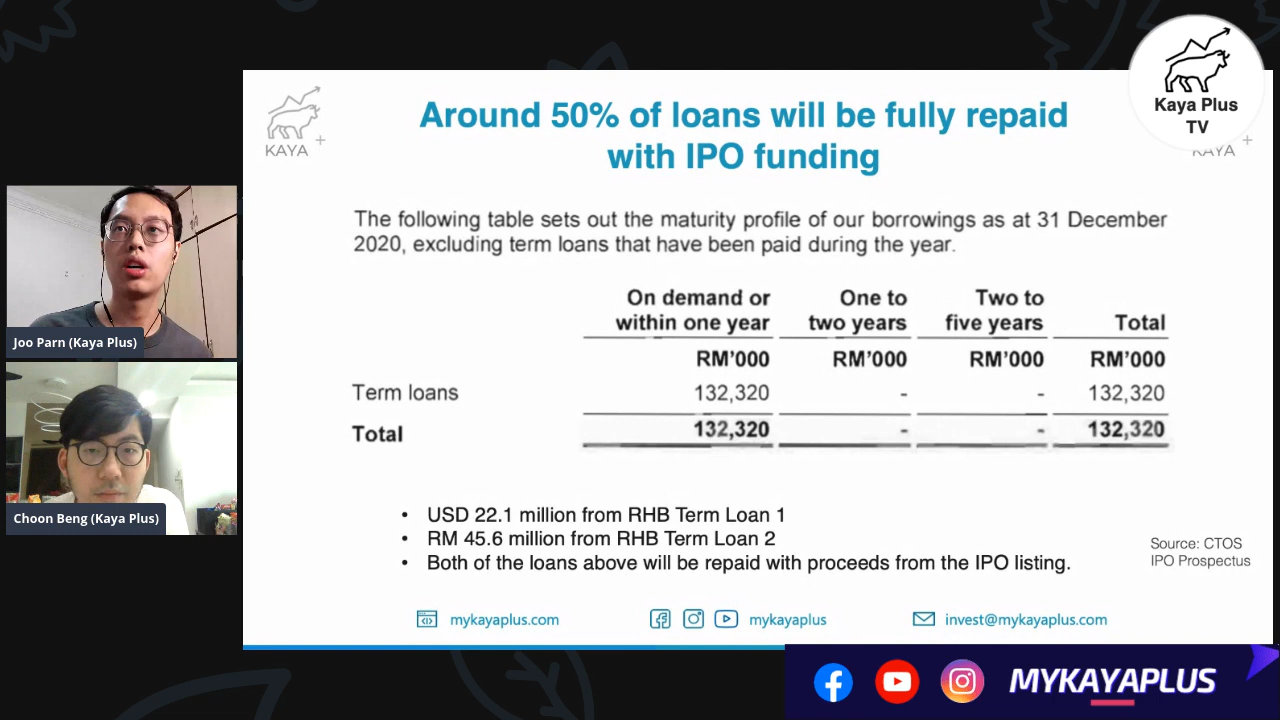 Kaya Plus
TV
KAYA
KAYA
Around 50% of loans will be fully repaid
with IPO funding
The following table sets out the maturity profile of our borrowings as at 31 December
2020, excluding term loans that have been paid during the year.
On demand or within one year One to two years Two to five years Total
RM'000 RM'000 RM'000 RM'000
Term loans 132,320 - - 132,320
Total 132,320 - - 132,320
Joo Parn (Kaya Plus)
Choon Beng (Kaya Plus)
• USD 22.1 million from RHB Term Loan 1
• RM 45.6 million from RHB Term Loan 2
• Both of the loans above will be repaid with proceeds from the IPO listing.
Source: CTOS
IPO Prospectus
mykayaplus.com mykayaplus invest@mykayaplus.com
MYKAYAPLUS